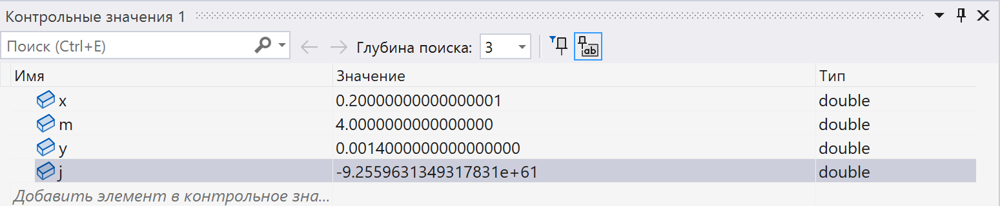 Контрольные значения 1
Поиск (Ctrl+E) Глубина поиска: 3 ab
Имя Значение Тип
x 0.20000000000000001 double
m 4.0000000000000000 double
y 0.0014000000000000000 double
j -9.2559631349317831e+61 double
Добавить элемент в контрольное зна...